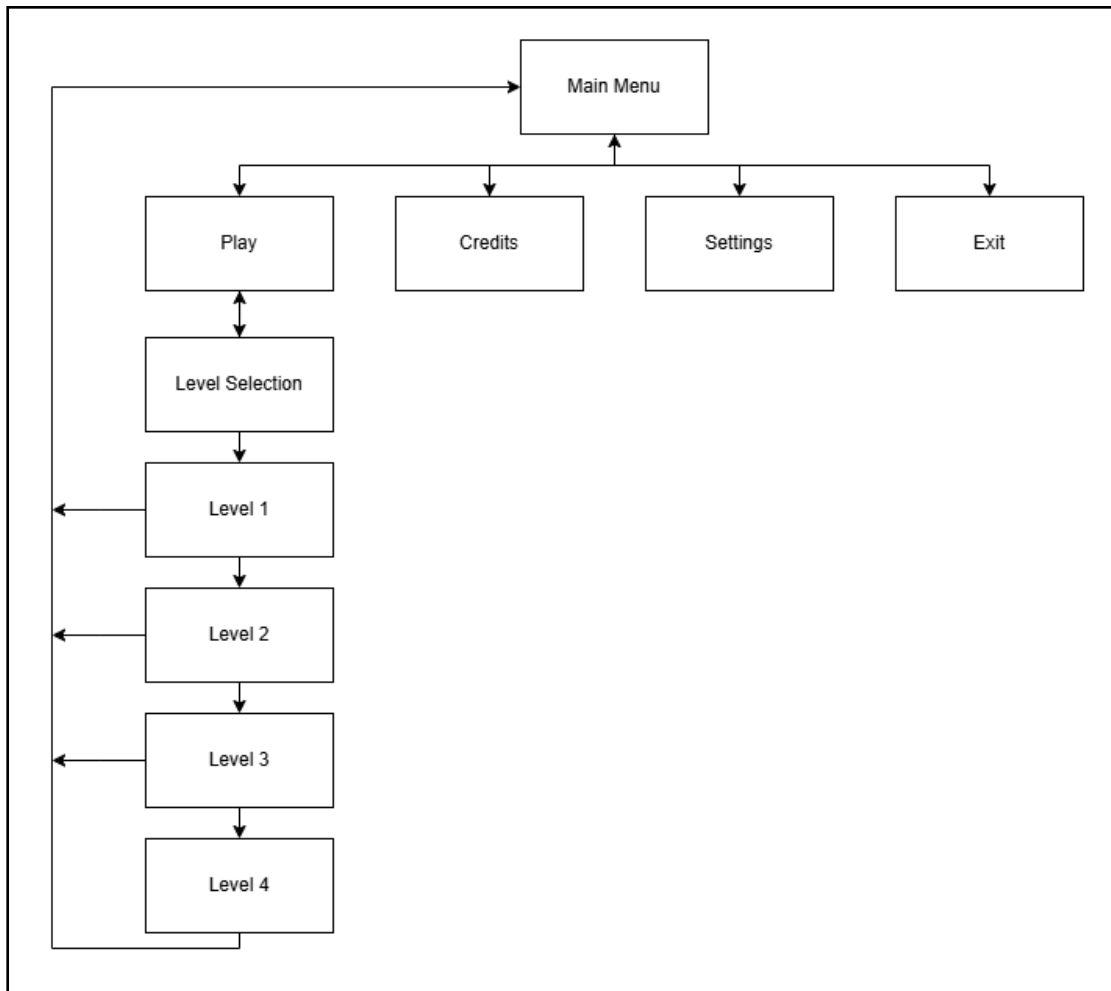 Main Menu
Play
Credits
Settings
Exit
Level Selection
Level 1
Level 2
Level 3
Level 4